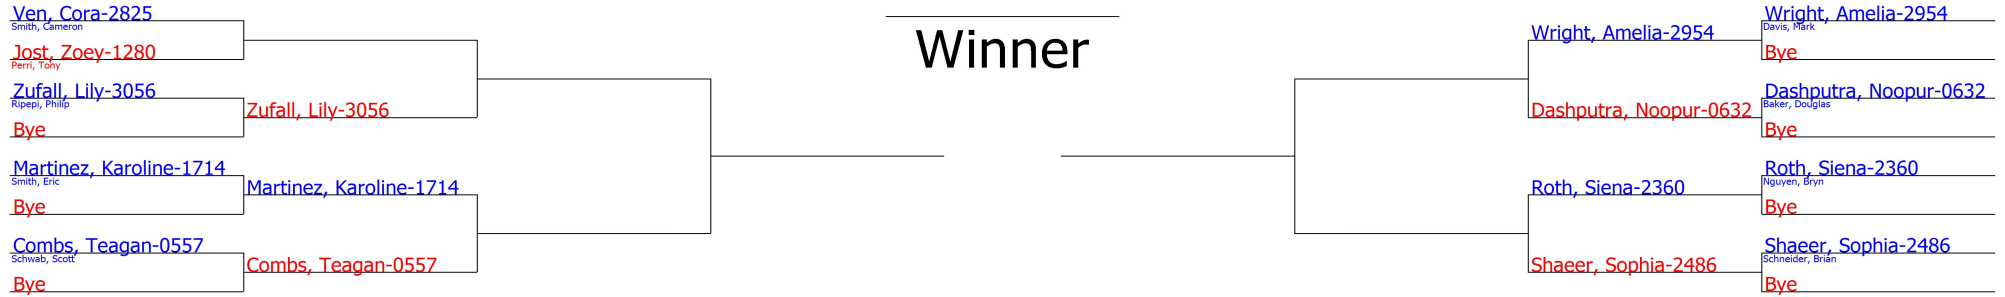 Ven, Cora-2825
Smith, Cameron
Jost, Zoey-1280
Perri, Tony
Zufall, Lily-3056
Ripepi, Philip
Bye
Martinez, Karoline-1714
Smith, Eric
Bye
Combs, Teagan-0557
Schwab, Scott
Bye
Zufall, Lily-3056
Martinez, Karoline-1714
Combs, Teagan-0557
Winner
Wright, Amelia-2954
Dashputra, Noopur-0632
Roth, Siena-2360
Shaeer, Sophia-2486
Wright, Amelia-2954
Davis, Mark
Bye
Dashputra, Noopur-0632
Baker, Douglas
Bye
Roth, Siena-2360
Nguyen, Bryn
Bye
Shaeer, Sophia-2486
Schneider, Brian
Bye